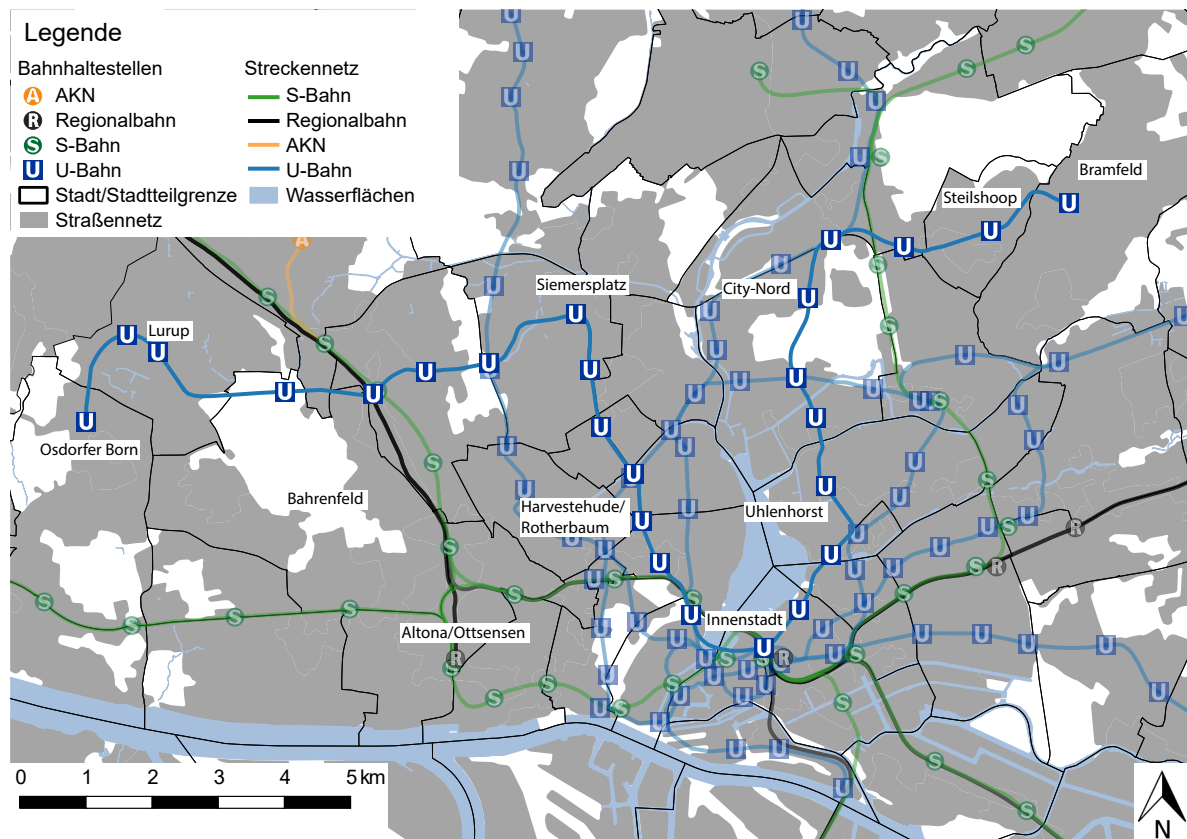 Legende
Bahnhaltestellen
A AKN
R Regionalbahn
S S-Bahn
U U-Bahn
Stadt/Stadtteilgrenze
Straßennetz
Streckennetz
S-Bahn
Regionalbahn
AKN
U-Bahn
Wasserflächen
Bramfeld
Steilshoop
Siemersplatz
City-Nord
Lurup
Osdorfer Born
Bahrenfeld
Harvestehude/
Rotherbaum
Uhlenhorst
Innenstadt
Altona/Ottsensen
0 1 2 3 4 5 km
N